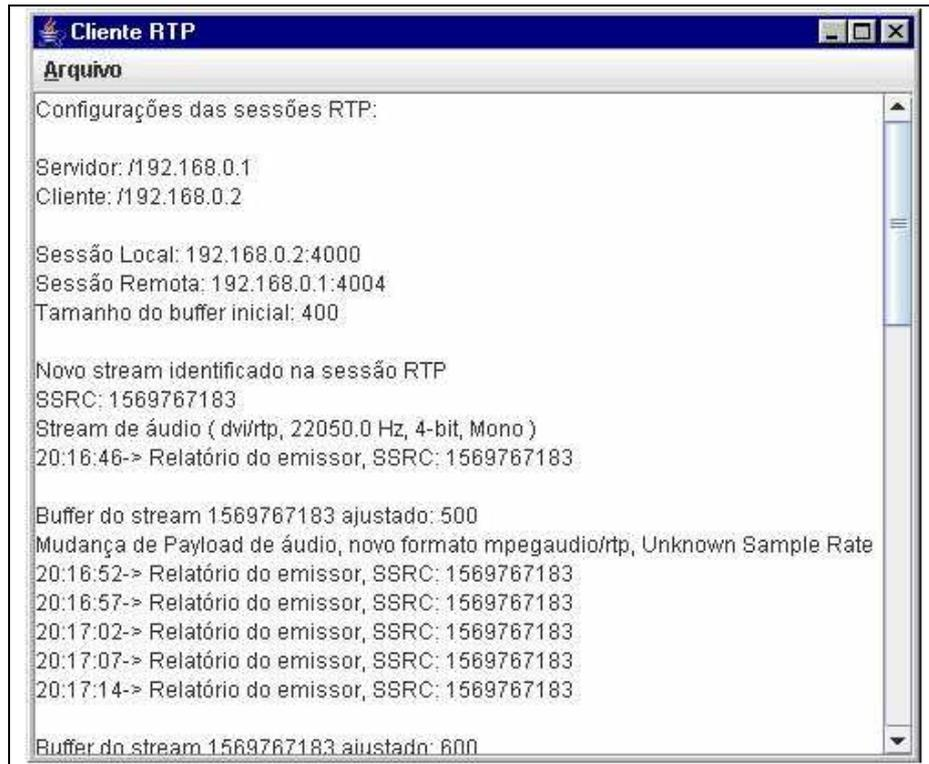 Cliente RTP
Arquivo
Configurações das sessões RTP:
Servidor: /192.168.0.1
Cliente: /192.168.0.2
Sessão Local: 192.168.0.2:4000
Sessão Remota: 192.168.0.1:4004
Tamanho do buffer inicial: 400
Novo stream identificado na sessão RTP
SSRC: 1569767183
Stream de áudio ( dvi/rtp, 22050.0 Hz, 4-bit, Mono )
20:16:46-> Relatório do emissor, SSRC: 1569767183
Buffer do stream 1569767183 ajustado: 500
Mudança de Payload de áudio, novo formato mpegaudio/rtp, Unknown Sample Rate
20:16:52-> Relatório do emissor, SSRC: 1569767183
20:16:57-> Relatório do emissor, SSRC: 1569767183
20:17:02-> Relatório do emissor, SSRC: 1569767183
20:17:07-> Relatório do emissor, SSRC: 1569767183
20:17:14-> Relatório do emissor, SSRC: 1569767183
Buffer do stream 1569767183 ajustado: 600